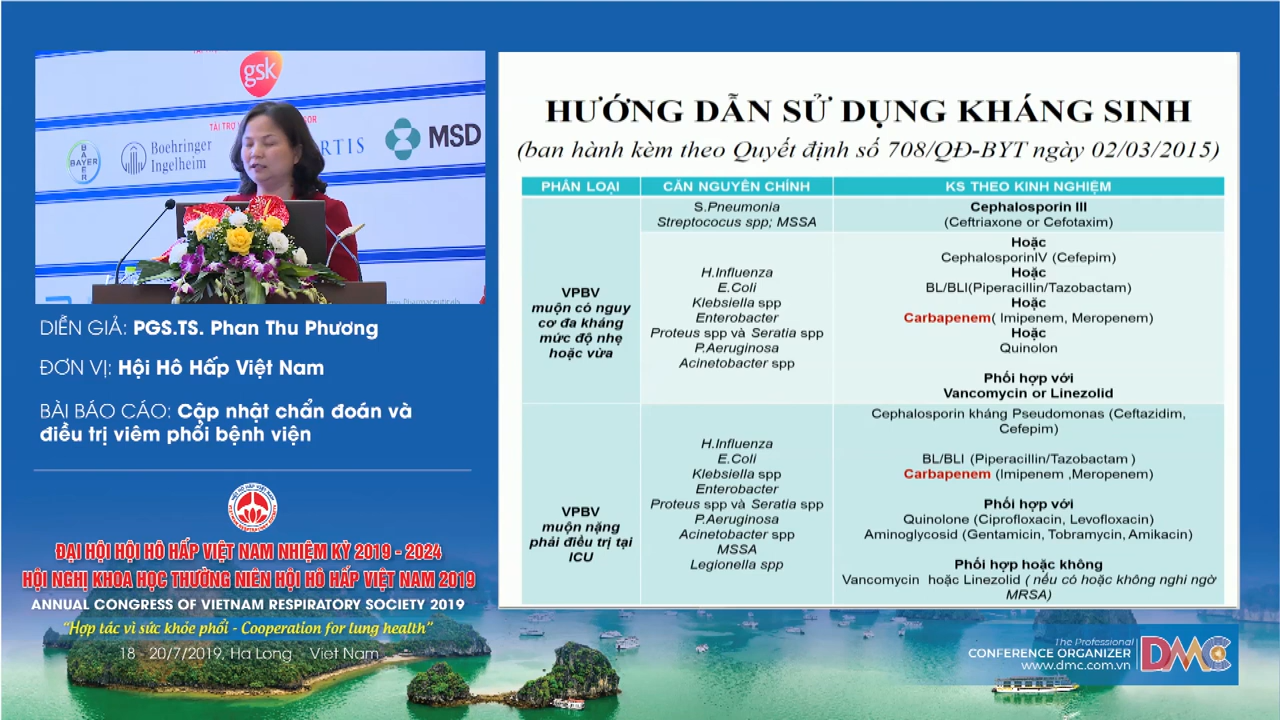 gsk
BAYER
Boehringer
Ingelheim
MSD
DIỄN GIẢ: PGS.TS. Phan Thu Phương
ĐƠN VỊ: Hội Hô Hấp Việt Nam
BÀI BÁO CÁO: Cập nhật chẩn đoán và
điều trị viêm phổi bệnh viện
ĐẠI HỘI HỘI HÔ HẤP VIỆT NAM NHIỆM KỲ 2019 - 2024
HỘI NGHỊ KHOA HỌC THƯỜNG NIÊN HỘI HÔ HẤP VIỆT NAM 2019
ANNUAL CONGRESS OF VIETNAM RESPIRATORY SOCIETY 2019
"Hợp tác vì sức khỏe phổi - Cooperation for lung health"
18 - 20/7/2019, Ha Long Viet Nam
HƯỚNG DẪN SỬ DỤNG KHÁNG SINH
(ban hành kèm theo Quyết định số 708/QĐ-BYT ngày 02/03/2015)
PHÂN LOẠI CĂN NGUYÊN CHÍNH KS THEO KINH NGHIỆM
S.Pneumonia
Streptococus spp; MSSA
Cephalosporin III
(Ceftriaxone or Cefotaxim)
VPBV
muộn có nguy
cơ đa kháng
mức độ nhẹ
hoặc vừa
H.Influenza
E.Coli
Klebsiella spp
Enterobacter
Proteus spp và Seratia spp
P.Aeruginosa
Acinetobacter spp
Hoặc
CephalosporinIV (Cefepim)
Hoặc
BL/BLI(Piperacillin/Tazobactam)
Hoặc
Carbapenem( Imipenem, Meropenem)
Hoặc
Quinolon
Phối hợp với
Vancomycin or Linezolid
VPBV
muộn nặng
phải điều trị tại
ICU
H.Influenza
E.Coli
Klebsiella spp
Enterobacter
Proteus spp và Seratia spp
P.Aeruginosa
Acinetobacter spp
MSSA
Legionella spp
Cephalosporin kháng Pseudomonas (Ceftazidim,
Cefepim)
BL/BLI (Piperacillin/Tazobactam )
Carbapenem (Imipenem ,Meropenem)
Phối hợp với
Quinolone (Ciprofloxacin, Levofloxacin)
Aminoglycosid (Gentamicin, Tobramycin, Amikacin)
Phối hợp hoặc không
Vancomycin hoặc Linezolid ( nếu có hoặc không nghi ngờ
MRSA)
The Professional
CONFERENCE ORGANIZER
www.dmc.com.vn
DMC